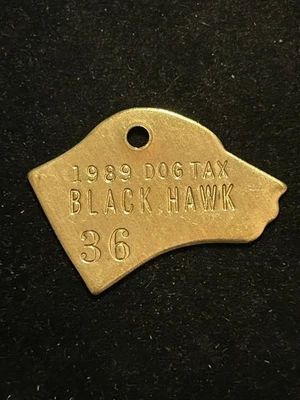 1989 DOG TAX
BLACK HAWK
36